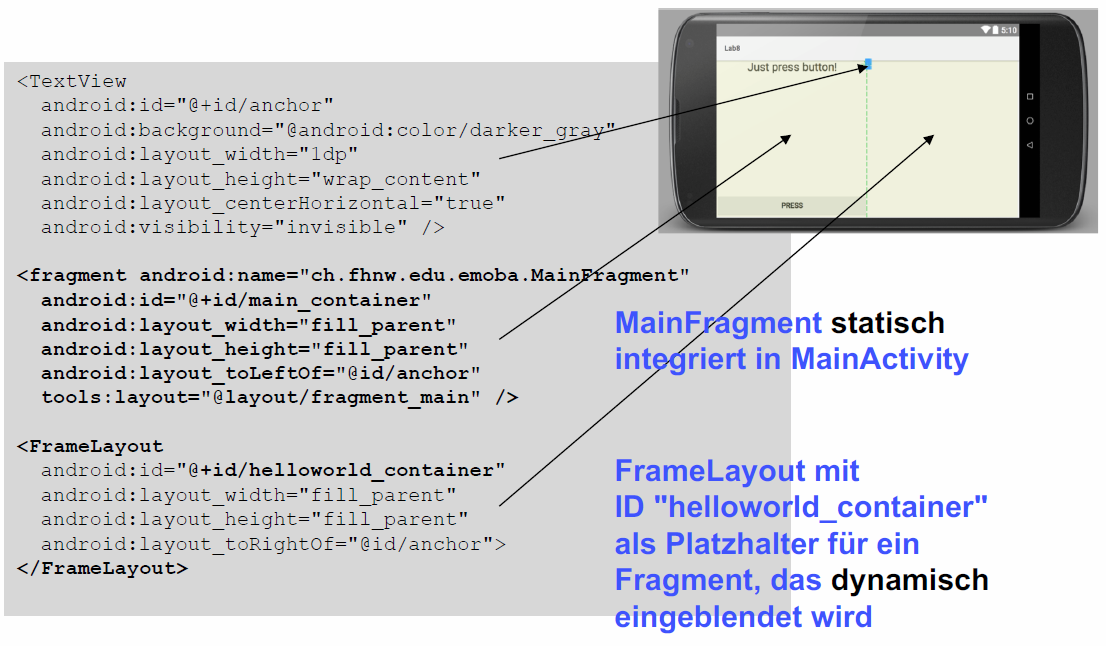 5:10
Lab8
Just press button!
PRESS
<TextView
android:id="@+id/anchor"
android:background="@android:color/darker_gray"
android:layout_width="1dp"
android:layout_height="wrap_content"
android:layout_centerHorizontal="true"
android:visibility="invisible" />
<fragment android:name="ch.fhnw.edu.emoba.MainFragment"
android:id="@+id/main_container"
android:layout_width="fill_parent"
android:layout_height="fill_parent"
android:layout_toLeftOf="@id/anchor"
tools:layout="@layout/fragment_main" />
<FrameLayout
android:id="@+id/helloworld_container"
android:layout_width="fill_parent"
android:layout_height="fill_parent"
android:layout_toRightOf="@id/anchor">
</FrameLayout>
MainFragment statisch
integriert in MainActivity
FrameLayout mit
ID "helloworld_container"
als Platzhalter für ein
Fragment, das dynamisch
eingeblendet wird